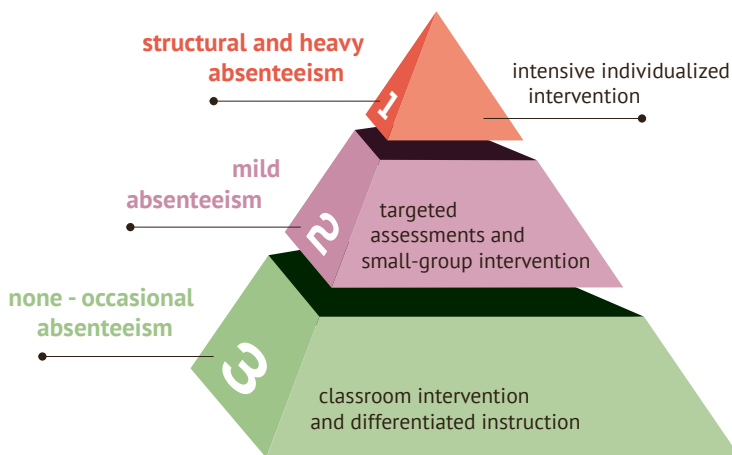 structural and heavy
absenteeism
1
intensive individualized
intervention
mild
absenteeism
2
targeted
assessments and
small-group intervention
none - occasional
absenteeism
3
classroom intervention
and differentiated instruction